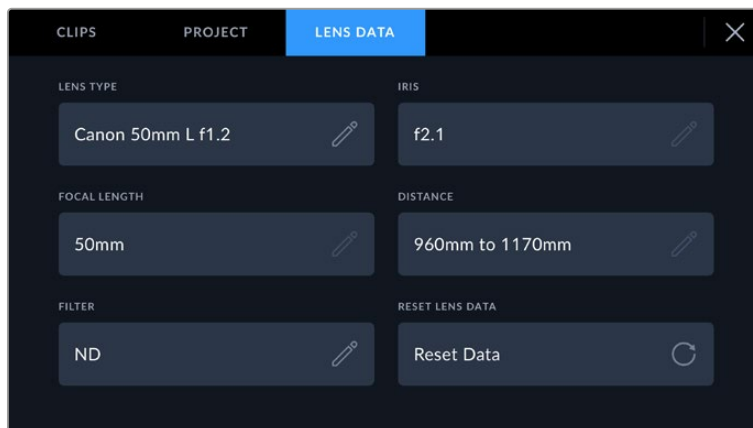 CLIPS PROJECT LENS DATA
LENS TYPE IRIS
Canon 50mm L f1.2 f2.1
FOCAL LENGTH DISTANCE
50mm 960mm to 1170mm
FILTER RESET LENS DATA
ND Reset Data